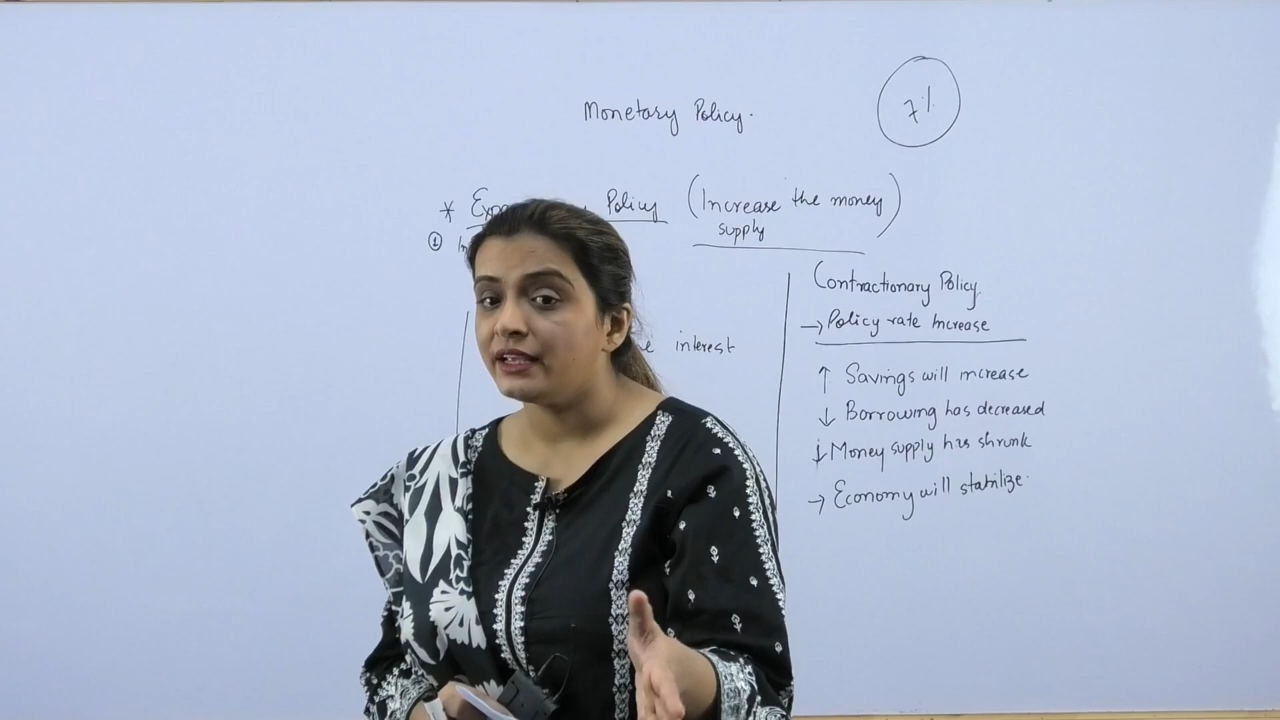 7%
Monetary Policy.
* Policy (Increase the money
supply)
①
interest
Contractionary Policy.
→ Policy rate increase
↑ Savings will increase
↓ Borrowing has decreased
↓ Money supply has shrunk
→ Economy will stabilize.